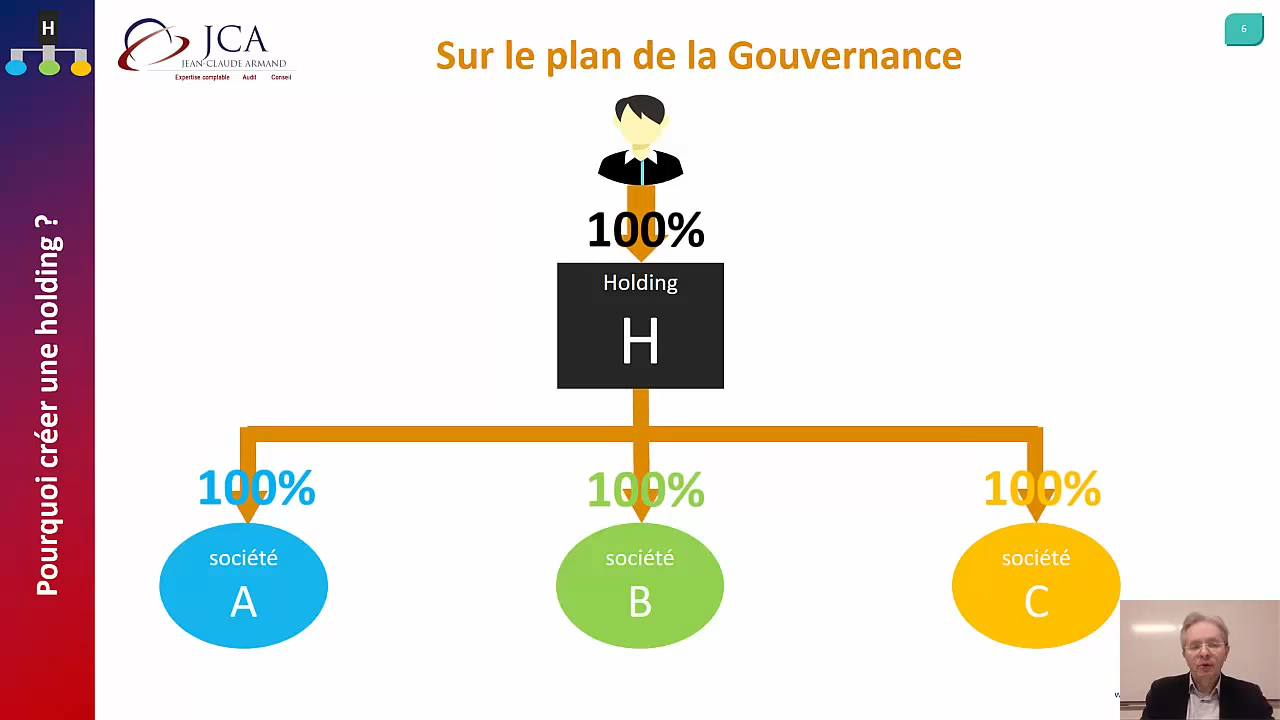 H
JCA
JEAN-CLAUDE ARMAND
Expertise comptable Audit Conseil
Sur le plan de la Gouvernance
6
Pourquoi créer une holding ?
100%
Holding
H
100%
100%
100%
société
A
société
B
société
C